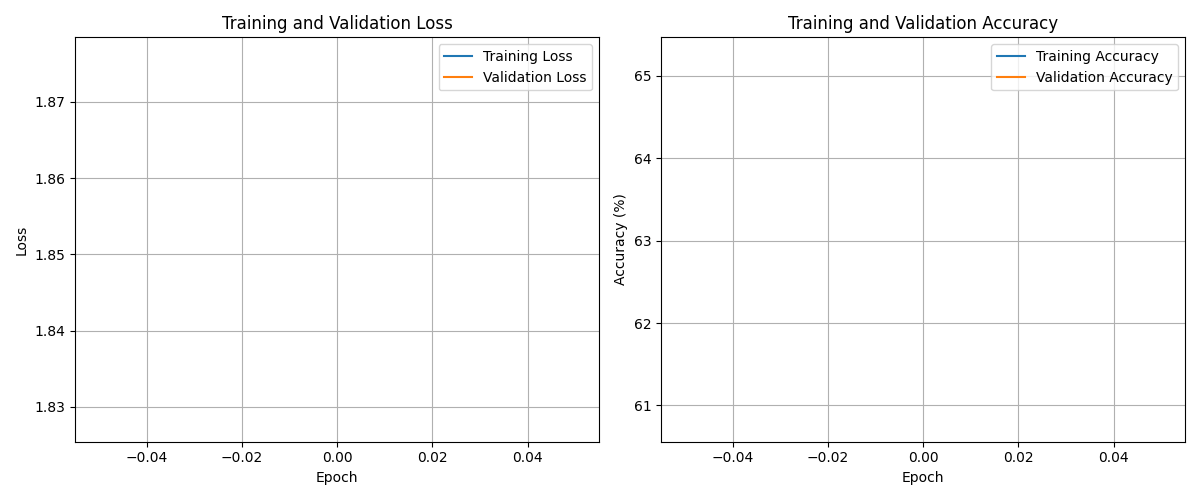 Training and Validation Loss
Training Loss
Validation Loss
1.87
1.86
1.85
1.84
1.83
Loss
−0.04
−0.02
0.00
0.02
0.04
Epoch
Training and Validation Accuracy
Training Accuracy
Validation Accuracy
65
64
63
62
61
Accuracy (%)
−0.04
−0.02
0.00
0.02
0.04
Epoch